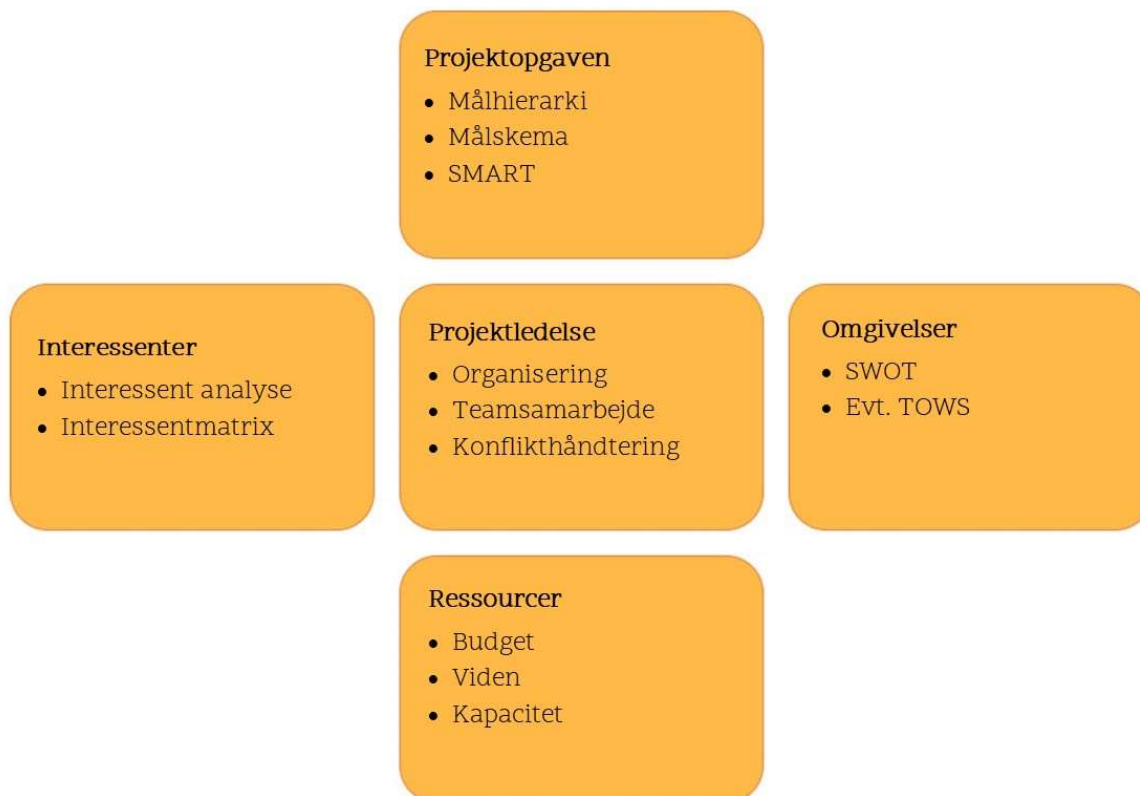 Projektopgaven
• Målhierarki
• Målskema
• SMART
Interessenter
• Interessent analyse
• Interessentmatrix
Projektledelse
• Organisering
• Teamsamarbejde
• Konflikthåndtering
Omgivelser
• SWOT
• Evt. TOWS
Ressourcer
• Budget
• Viden
• Kapacitet